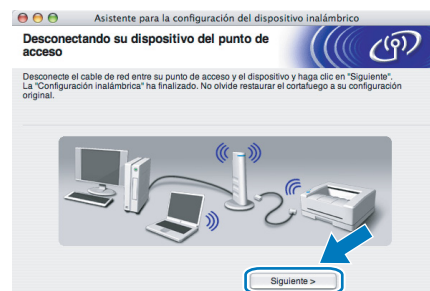 Asistente para la configuración del dispositivo inalámbrico
Desconectando su dispositivo del punto de
acceso
Desconecte el cable de red entre su punto de acceso y el dispositivo y haga clic en "Siguiente".
La "Configuración inalámbrica" ha finalizado. No olvide restaurar el cortafuego a su configuración
original.
Siguiente >